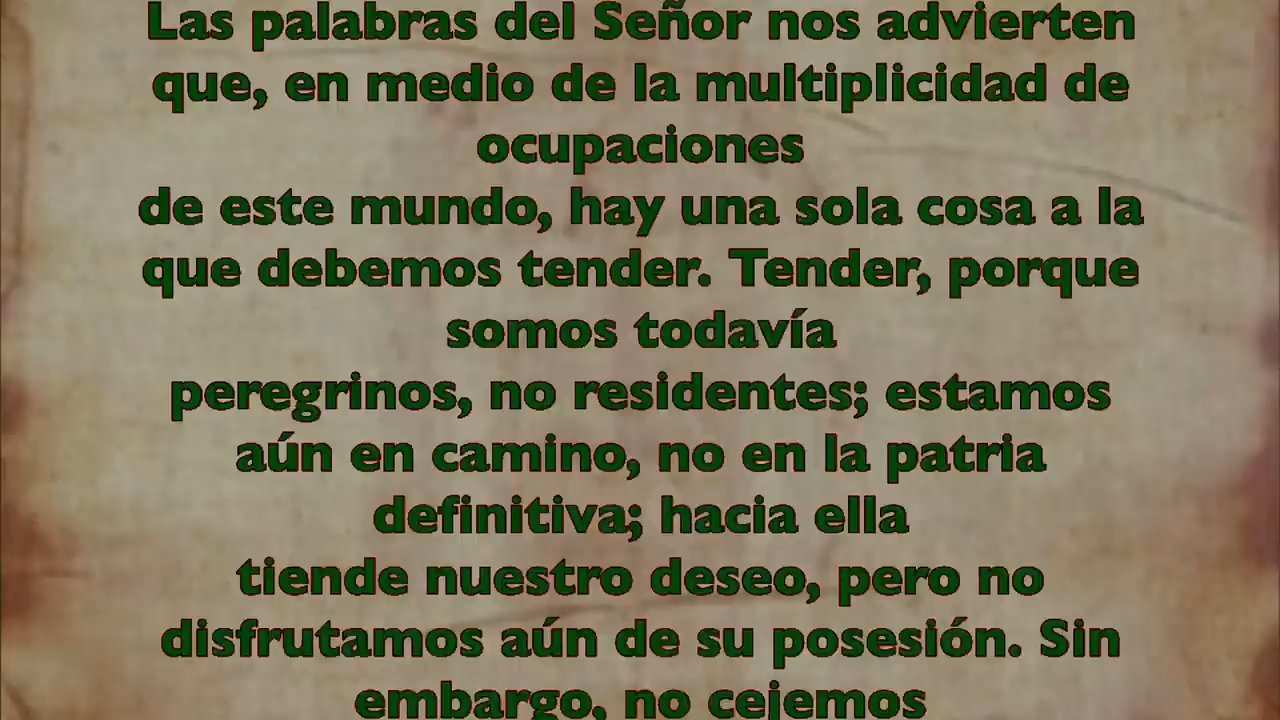 Las palabras del Señor nos advierten
que, en medio de la multiplicidad de
ocupaciones
de este mundo, hay una sola cosa a la
que debemos tender. Tender, porque
somos todavía
peregrinos, no residentes; estamos
aún en camino, no en la patria
definitiva; hacia ella
tiende nuestro deseo, pero no
disfrutamos aún de su posesión. Sin
embargo, no cejemos